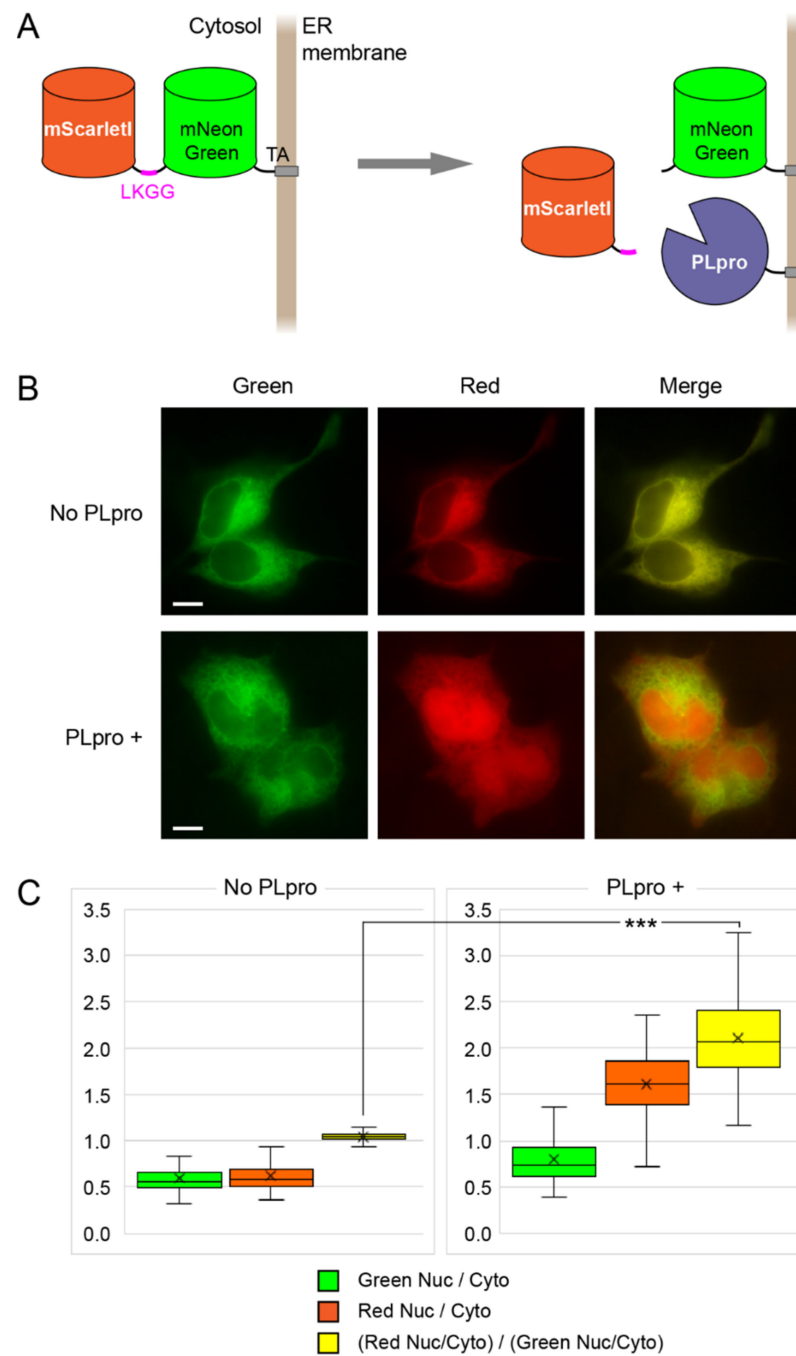 A
Cytosol
ER
membrane
mScarletI
mNeon
Green
TA
LKGG
mNeon
Green
mScarletI
PLpro
B
Green
Red
Merge
No PLpro
PLpro +
C
No PLpro
PLpro +
3.5
3.0
2.5
2.0
1.5
1.0
0.5
0.0
***
3.5
3.0
2.5
2.0
1.5
1.0
0.5
0.0
Green Nuc / Cyto
Red Nuc / Cyto
(Red Nuc/Cyto) / (Green Nuc/Cyto)